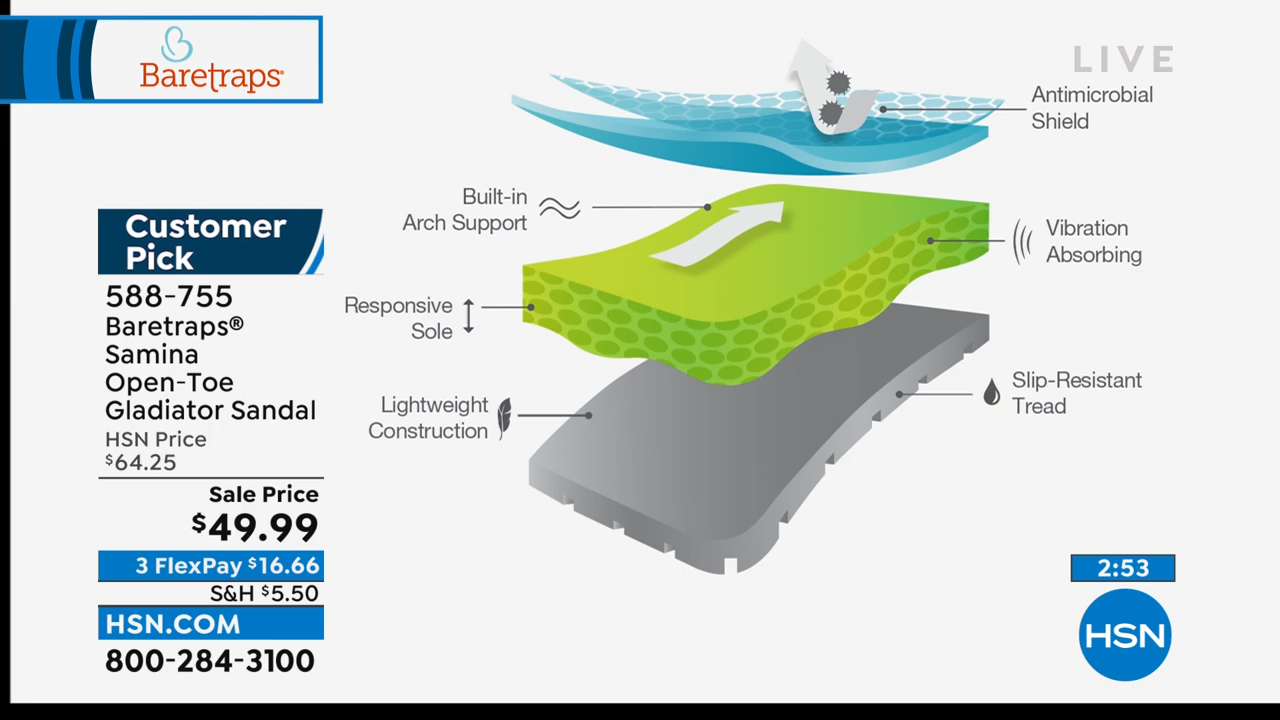 Baretraps®
LIVE
Antimicrobial
Shield
Built-in
Arch Support
Vibration
Absorbing
Responsive
Sole
Slip-Resistant
Tread
Lightweight
Construction
Customer
Pick
588-755
Baretraps®
Samina
Open-Toe
Gladiator Sandal
HSN Price
$64.25
Sale Price
$49.99
3 FlexPay $16.66
S&H $5.50
HSN.COM
800-284-3100
2:53
HSN